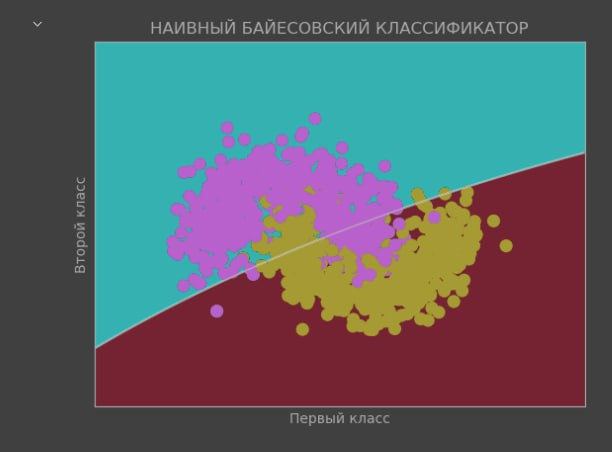 НАИВНЫЙ БАЙЕСОВСКИЙ КЛАССИФИКАТОР
Второй класс
Первый класс